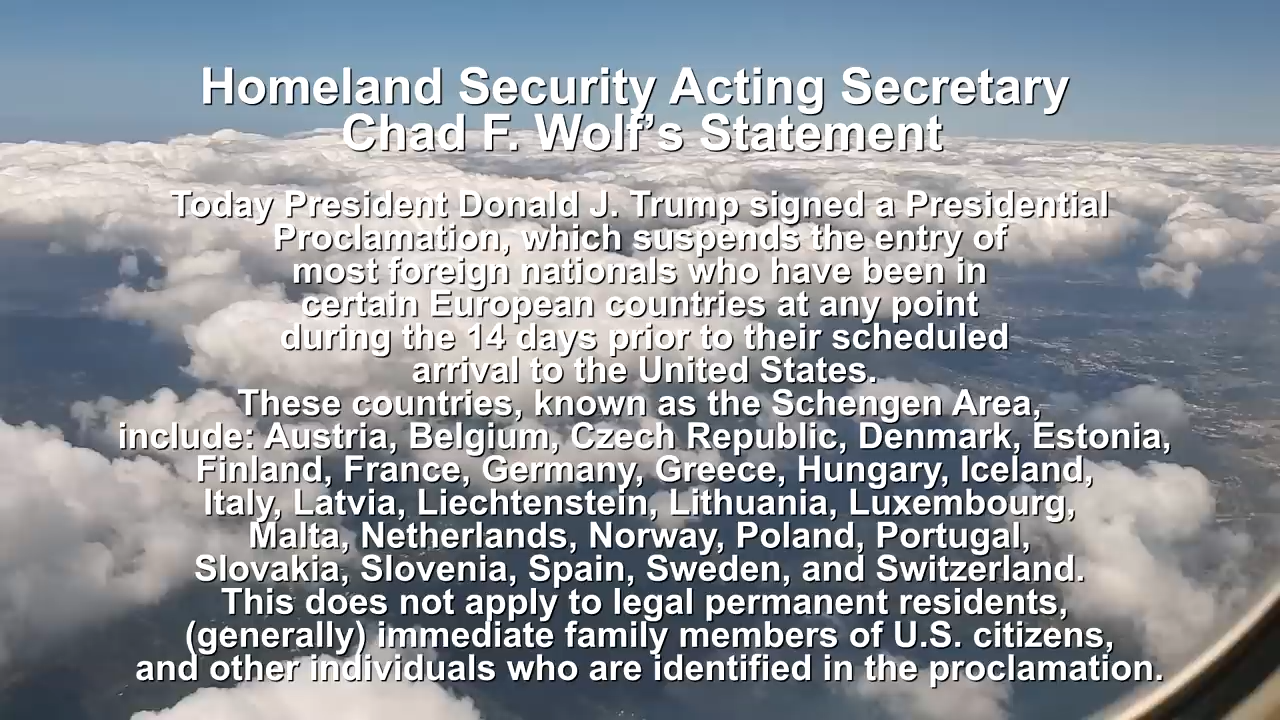 Homeland Security Acting Secretary
Chad F. Wolf’s Statement
Today President Donald J. Trump signed a Presidential
Proclamation, which suspends the entry of
most foreign nationals who have been in
certain European countries at any point
during the 14 days prior to their scheduled
arrival to the United States.
These countries, known as the Schengen Area,
include: Austria, Belgium, Czech Republic, Denmark, Estonia,
Finland, France, Germany, Greece, Hungary, Iceland,
Italy, Latvia, Liechtenstein, Lithuania, Luxembourg,
Malta, Netherlands, Norway, Poland, Portugal,
Slovakia, Slovenia, Spain, Sweden, and Switzerland.
This does not apply to legal permanent residents,
(generally) immediate family members of U.S. citizens,
and other individuals who are identified in the proclamation.